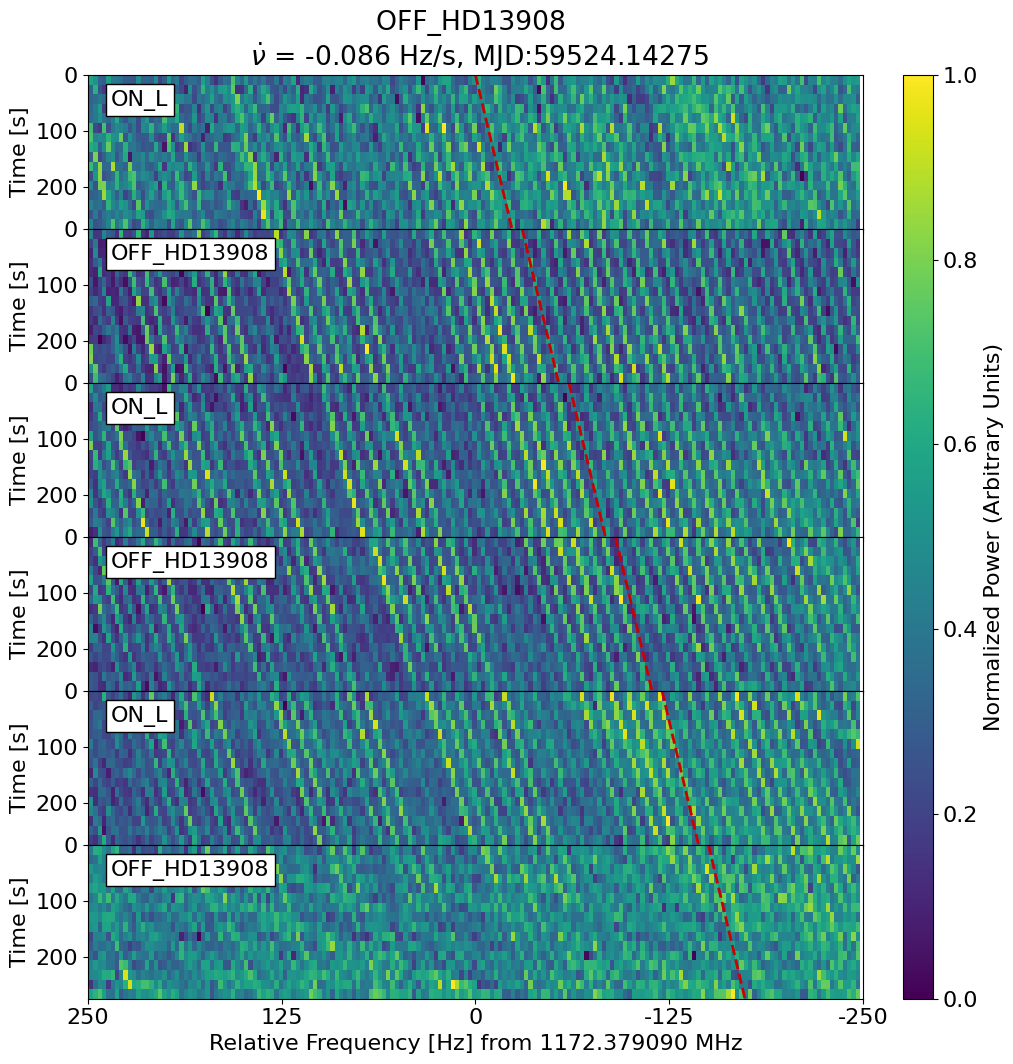 OFF_HD13908
ν̇ = -0.086 Hz/s, MJD:59524.14275
0
ON_L
100
200
Time [s]
0
OFF_HD13908
100
200
Time [s]
0
ON_L
100
200
Time [s]
0
OFF_HD13908
100
200
Time [s]
0
ON_L
100
200
Time [s]
0
OFF_HD13908
100
200
Time [s]
250 125 0 -125 -250
Relative Frequency [Hz] from 1172.379090 MHz
1.0
0.8
0.6
0.4
0.2
0.0
Normalized Power (Arbitrary Units)